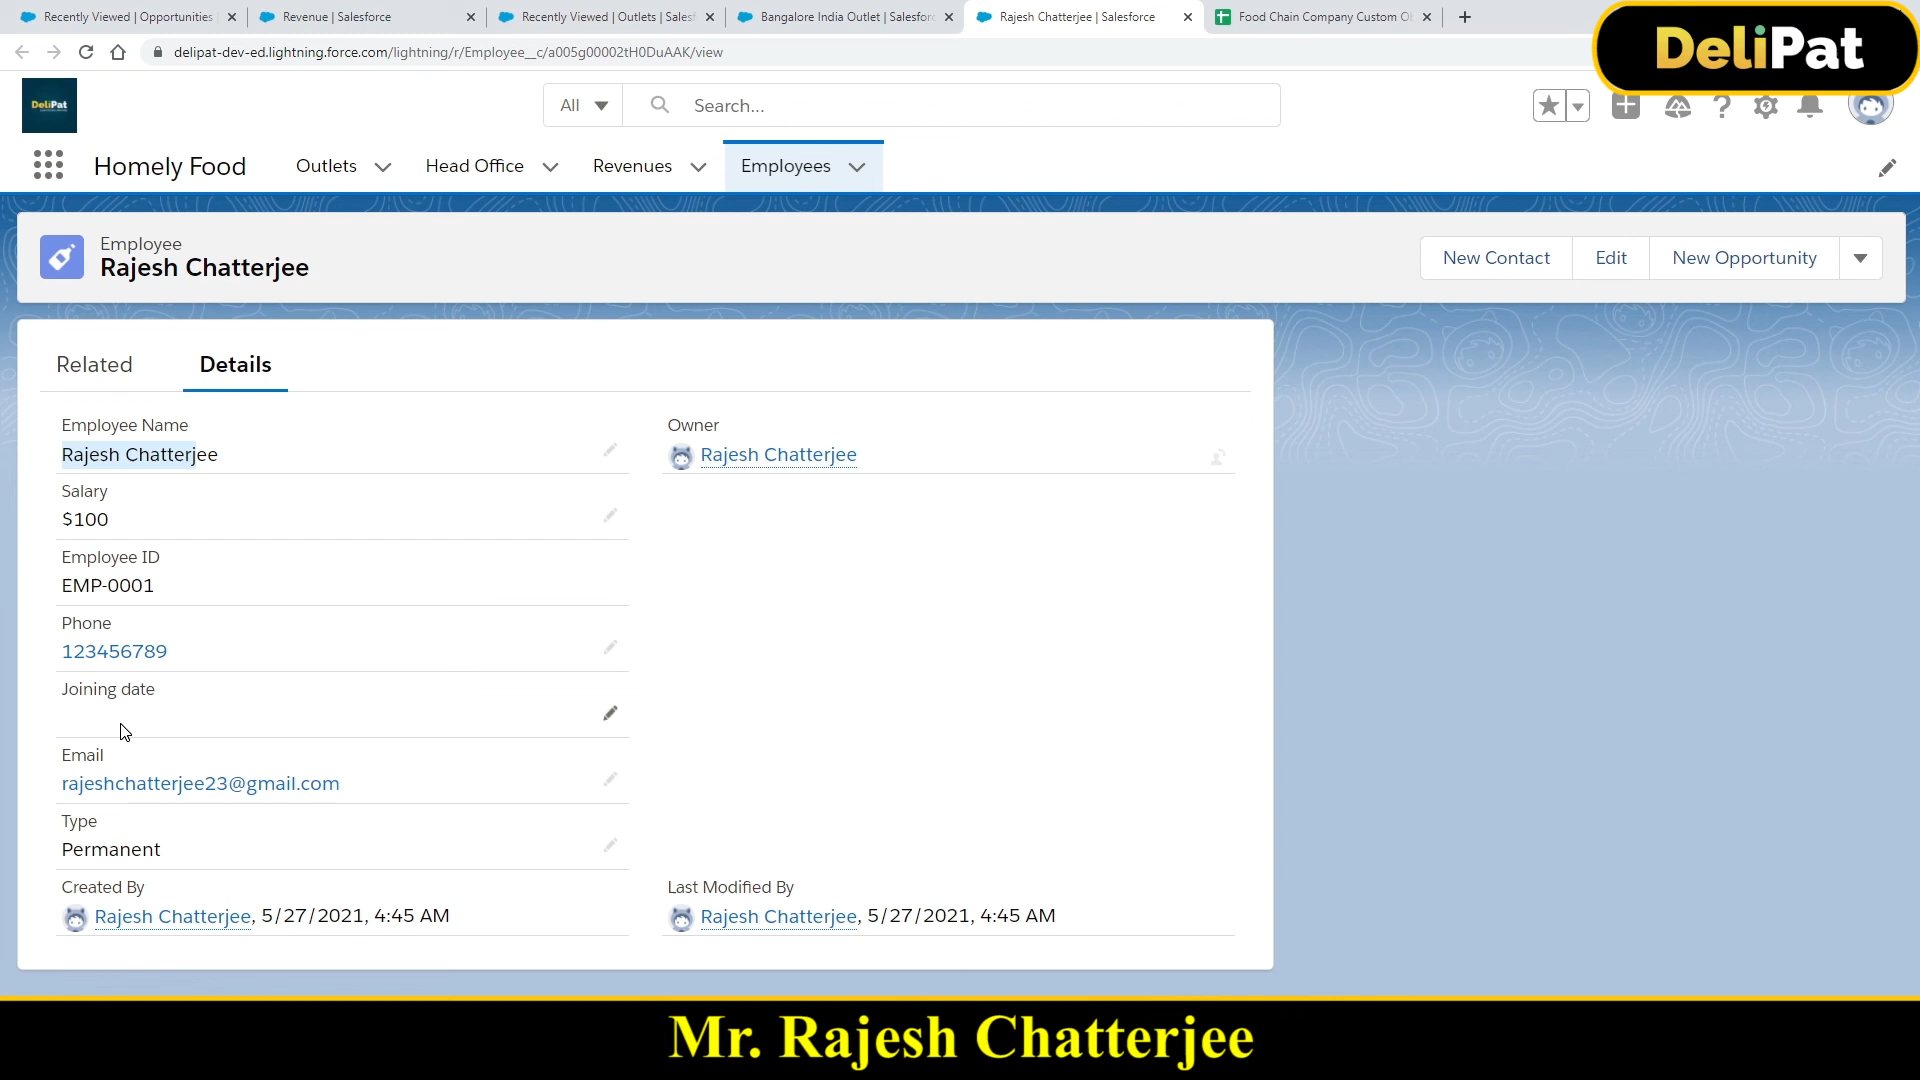 Recently Viewed | Opportunities
Revenue | Salesforce
Recently Viewed | Outlets | Salesf
Bangalore India Outlet | Salesforc
Rajesh Chatterjee | Salesforce
Food Chain Company Custom Ob
delipat-dev-ed.lightning.force.com/lightning/r/Employee__c/a005g00002tH0DuAAK/view
DeliPat
DeliPat
All
Search...
Homely Food
Outlets
Head Office
Revenues
Employees
Employee
Rajesh Chatterjee
New Contact
Edit
New Opportunity
Related
Details
Employee Name
Rajesh Chatterjee
Owner
Rajesh Chatterjee
Salary
$100
Employee ID
EMP-0001
Phone
123456789
Joining date
Email
rajeshchatterjee23@gmail.com
Type
Permanent
Created By
Rajesh Chatterjee, 5/27/2021, 4:45 AM
Last Modified By
Rajesh Chatterjee, 5/27/2021, 4:45 AM
Mr. Rajesh Chatterjee